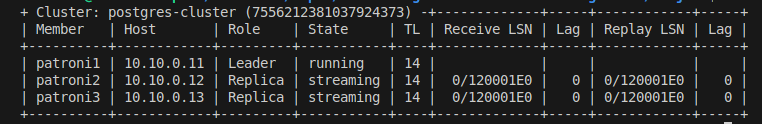 + Cluster: postgres-cluster (7556212381037924373) -+-------------+-----+------------+-----+
| Member   | Host       | Role    | State     | TL | Receive LSN | Lag | Replay LSN | Lag |
+----------+------------+---------+-----------+----+-------------+-----+------------+-----+
| patroni1 | 10.10.0.11 | Leader  | running   | 14 |             |     |            |     |
| patroni2 | 10.10.0.12 | Replica | streaming | 14 |  0/120001E0 |   0 | 0/120001E0 |   0 |
| patroni3 | 10.10.0.13 | Replica | streaming | 14 |  0/120001E0 |   0 | 0/120001E0 |   0 |
+----------+------------+---------+-----------+----+-------------+-----+------------+-----+